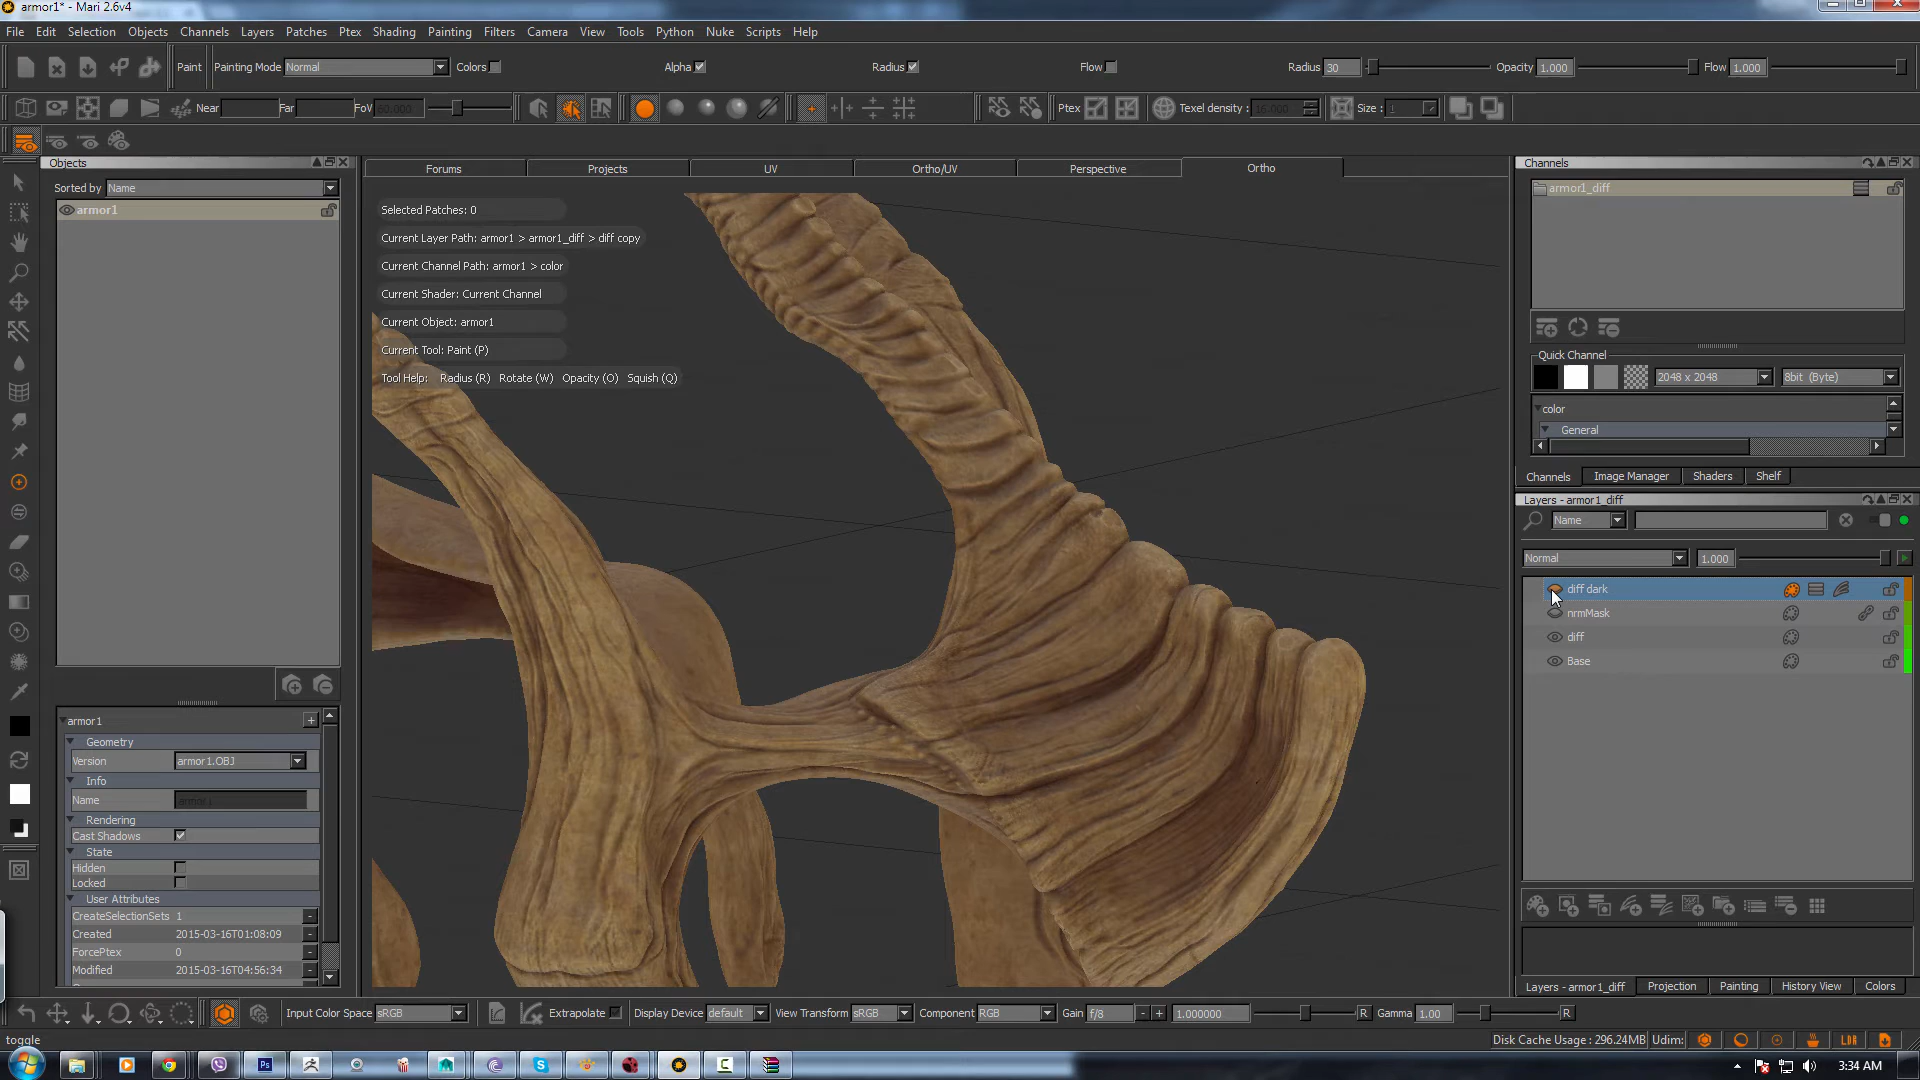 armor1* - Mari 2.6v4
File Edit Selection Objects Channels Layers Patches Ptex Shading Painting Filters Camera View Tools Python Nuke Scripts Help
Paint Painting Mode Normal Colors Alpha Radius Flow Radius 30 Opacity 1.000 Flow 1.000
Near Far FoV Ptex Texel density : 16.000 Size : 1
Objects
Sorted by Name
armor1
Forums Projects UV Ortho/UV Perspective Ortho
Selected Patches: 0
Current Layer Path: armor1 > armor1_diff > diff copy
Current Channel Path: armor1 > color
Current Shader: Current Channel
Current Object: armor1
Current Tool: Paint (P)
Tool Help: Radius (R) Rotate (W) Opacity (O) Squish (Q)
Channels
armor1_diff
Quick Channel
2048 x 2048 8bit (Byte)
color
General
Channels Image Manager Shaders Shelf
Layers - armor1_diff
Name
Normal 1.000
diff dark
nrmMask
diff
Base
armor1
Geometry
Version armor1.OBJ
Info
Name armor1
Rendering
Cast Shadows
State
Hidden
Locked
User Attributes
CreateSelectionSets 1
Created 2015-03-16T01:08:09
ForcePtex 0
Modified 2015-03-16T04:56:34
Layers - armor1_diff Projection Painting History View Colors
Input Color Space sRGB Extrapolate Display Device default View Transform sRGB Component RGB Gain f/8 - + 1.000000 R Gamma 1.00 R
toggle
Disk Cache Usage : 296.24MB Udim: LDR
Ps
3:34 AM